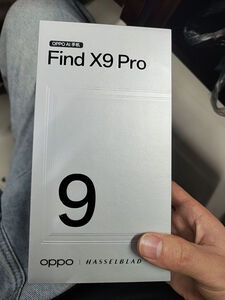 OPPO AI 手机
Find X9 Pro
9
oppo | HASSELBLAD